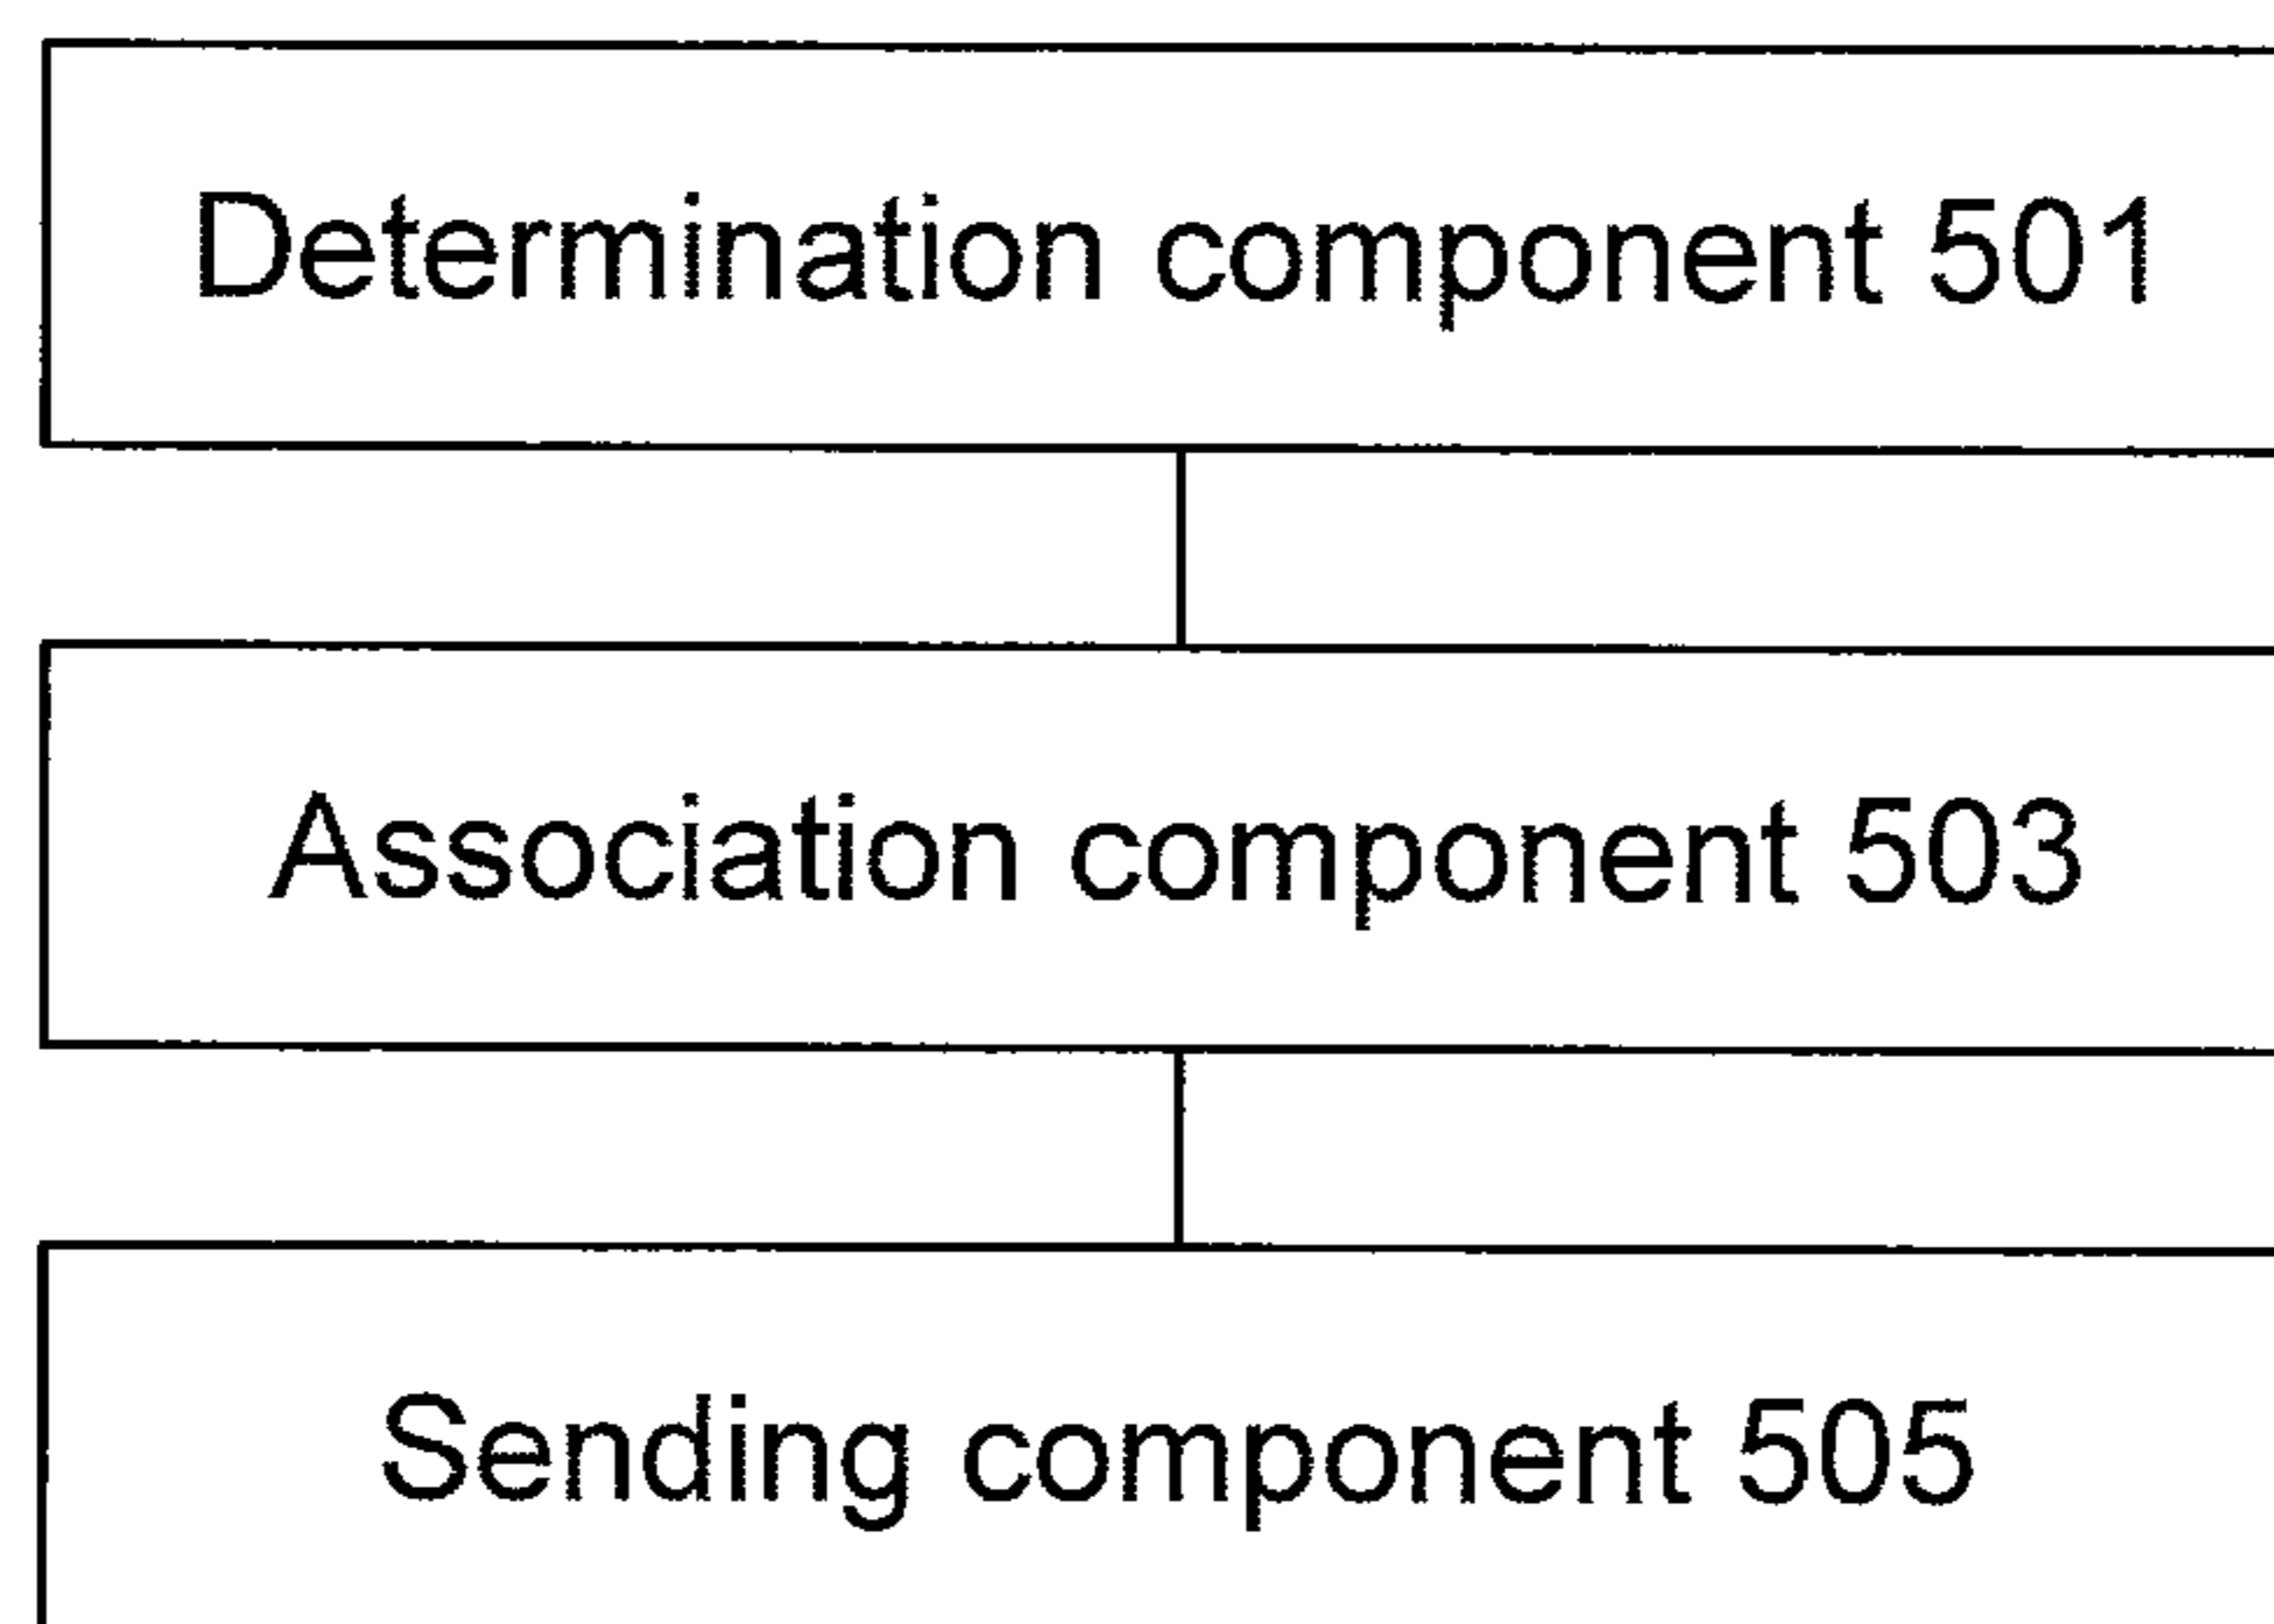 Determination component 501
Association component 503
Sending component 505